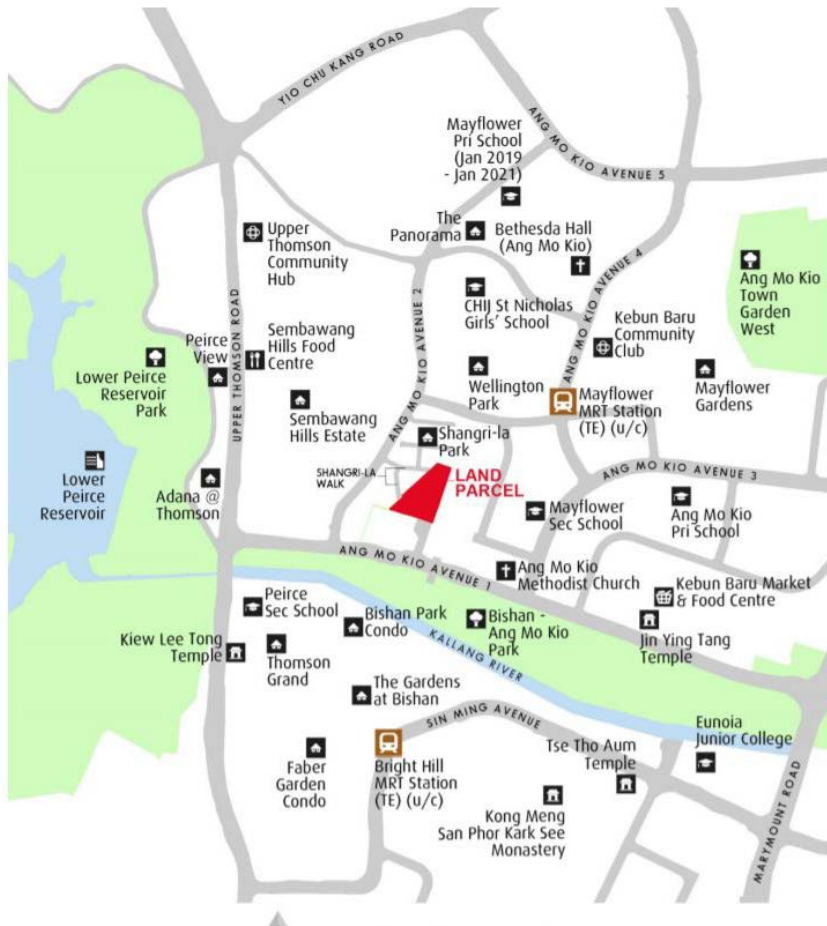 YIO CHU KANG ROAD
ANG MO KIO AVENUE 5
Mayflower
Pri School
(Jan 2019
- Jan 2021)
The
Panorama
Bethesda Hall
(Ang Mo Kio)
Upper
Thomson
Community
Hub
ANG MO KIO AVENUE 4
Ang Mo Kio
Town
Garden
West
CHIJ St Nicholas
Girls' School
ANG MO KIO AVENUE 2
Kebun Baru
Community
Club
UPPER THOMSON ROAD
Peirce
View
Sembawang
Hills Food
Centre
Lower Peirce
Reservoir
Park
Wellington
Park
Mayflower
Gardens
Mayflower
MRT Station
(TE) (u/c)
Sembawang
Hills Estate
Shangri-la
Park
SHANGRI-LA
WALK
LAND
PARCEL
ANG MO KIO AVENUE 3
Lower
Peirce
Reservoir
Adana @
Thomson
Mayflower
Sec School
Ang Mo Kio
Pri School
ANG MO KIO AVENUE 1
Ang Mo Kio
Methodist Church
Kebun Baru Market
& Food Centre
Peirce
Sec School
Bishan Park
Condo
Bishan -
Ang Mo Kio
Park
Jin Ying Tang
Temple
Kiew Lee Tong
Temple
Thomson
Grand
KALLANG RIVER
The Gardens
at Bishan
SIN MING AVENUE
Eunoia
Junior College
Tse Tho Aum
Temple
Faber
Garden
Condo
Bright Hill
MRT Station
(TE) (u/c)
Kong Meng
San Phor Kark See
Monastery
MARYMOUNT ROAD